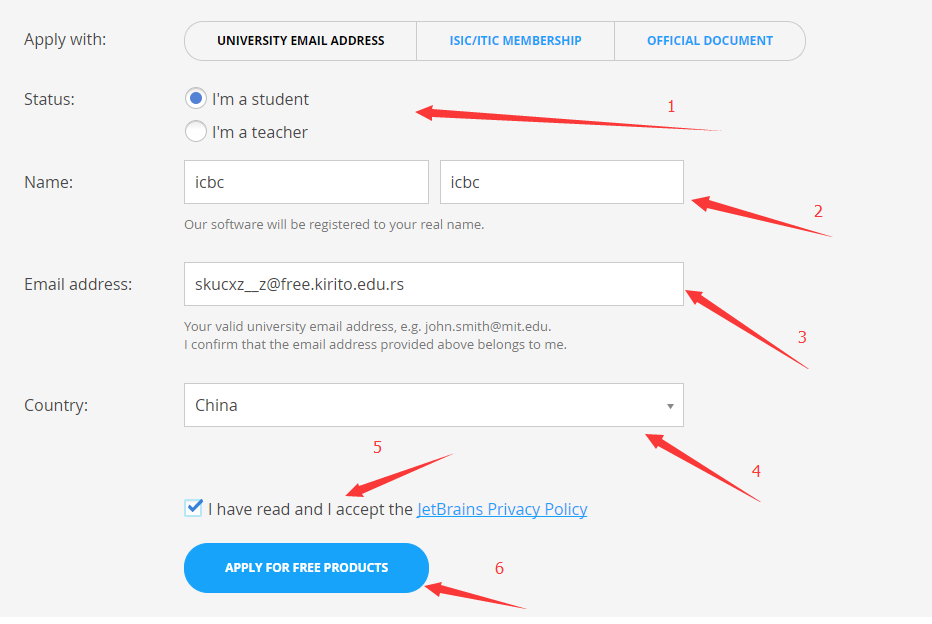 Apply with: UNIVERSITY EMAIL ADDRESS ISIC/ITIC MEMBERSHIP OFFICIAL DOCUMENT
Status: I'm a student 1
I'm a teacher
Name: icbc icbc 2
Our software will be registered to your real name.
Email address: skucxz__z@free.kirito.edu.rs
Your valid university email address, e.g. john.smith@mit.edu. 3
I confirm that the email address provided above belongs to me.
Country: China
5
4
I have read and I accept the JetBrains Privacy Policy
APPLY FOR FREE PRODUCTS 6